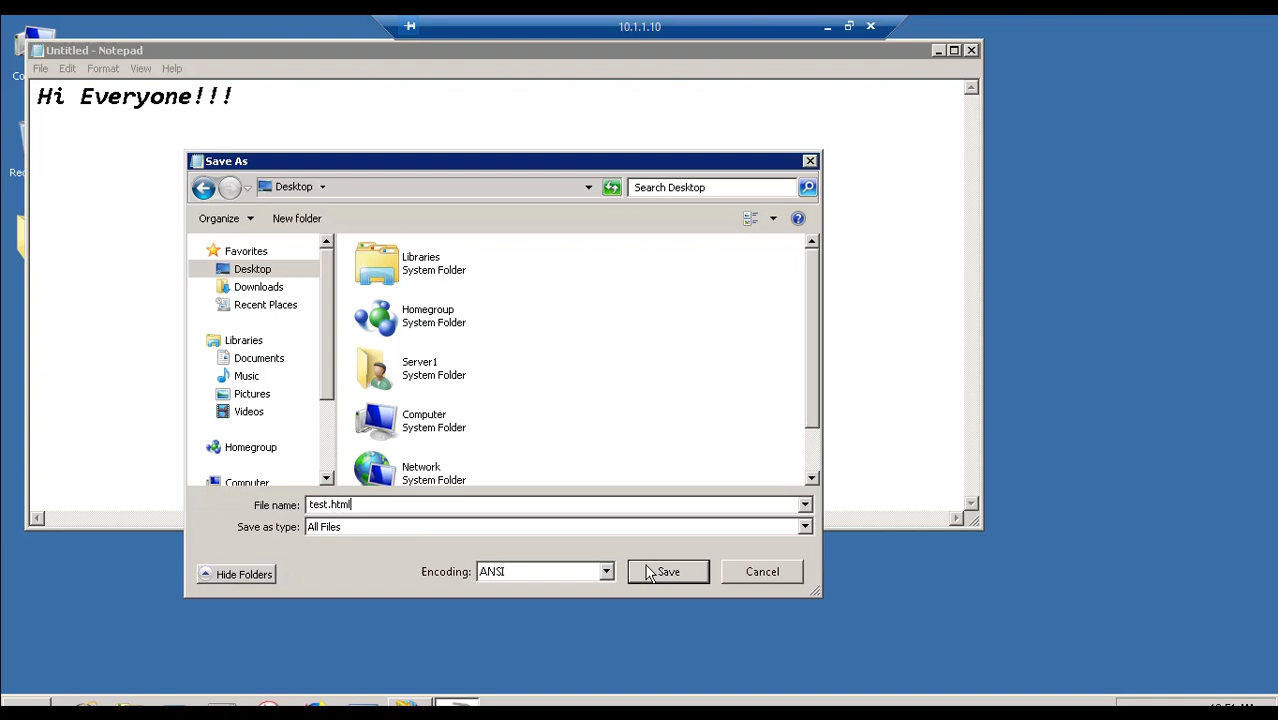 10.1.1.10
Untitled - Notepad
File Edit Format View Help
Hi Everyone!!!
Save As
Desktop
Search Desktop
Organize New folder
Favorites
Desktop
Downloads
Recent Places
Libraries
Documents
Music
Pictures
Videos
Homegroup
Computer
Libraries
System Folder
Homegroup
System Folder
Server1
System Folder
Computer
System Folder
Network
System Folder
File name: test.html
Save as type: All Files
Hide Folders
Encoding: ANSI
Save
Cancel